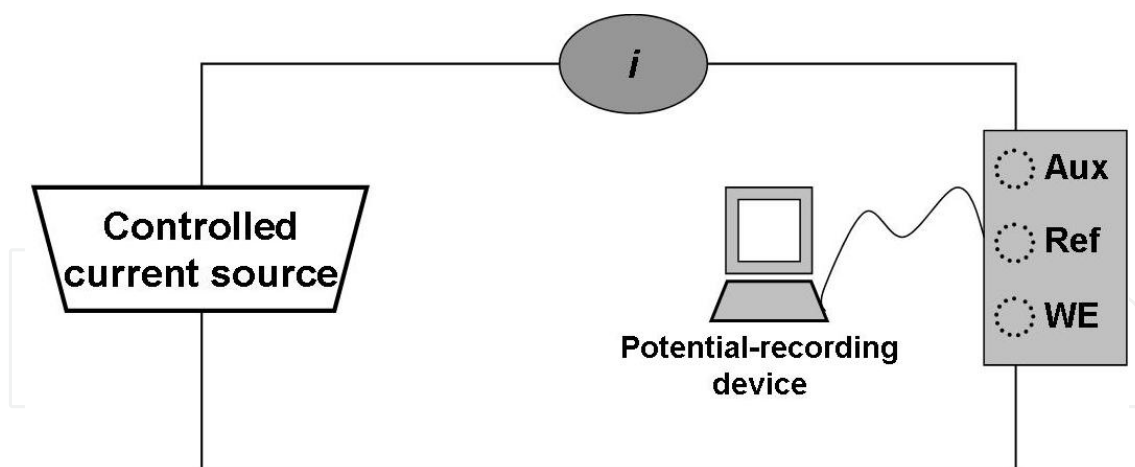 i
Controlled
current source
Aux
Ref
WE
Potential-recording
device